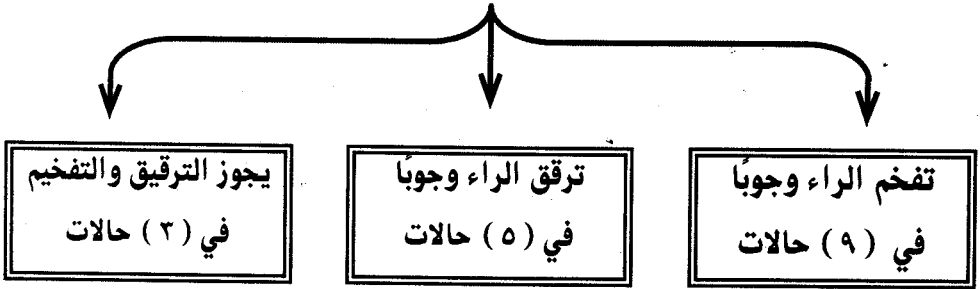 تفخم الراء وجوبًا
في (٩) حالات
ترقق الراء وجوبًا
في (٥) حالات
يجوز الترقيق والتفخيم
في (٣) حالات